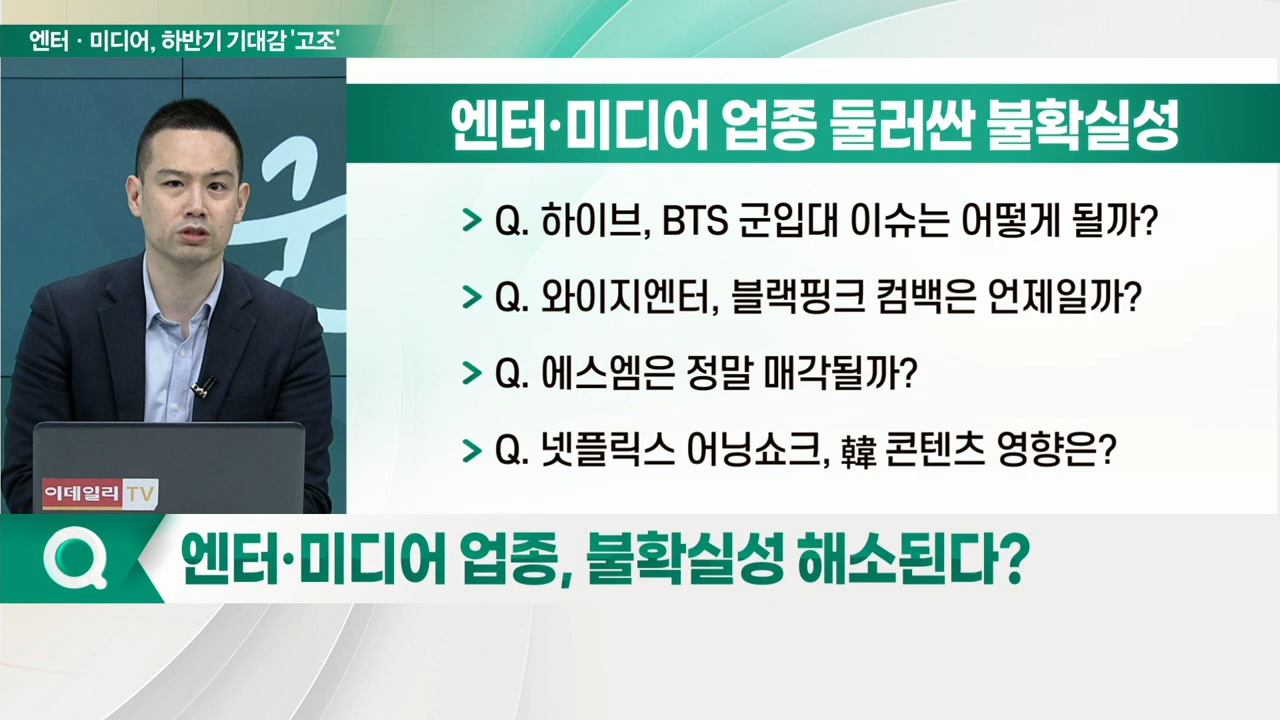 엔터·미디어, 하반기 기대감 '고조'
엔터·미디어 업종 둘러싼 불확실성
> Q. 하이브, BTS 군입대 이슈는 어떻게 될까?
> Q. 와이지엔터, 블랙핑크 컴백은 언제일까?
> Q. 에스엠은 정말 매각될까?
> Q. 넷플릭스 어닝쇼크, 韓 콘텐츠 영향은?
이데일리 TV
Q 엔터·미디어 업종, 불확실성 해소된다?